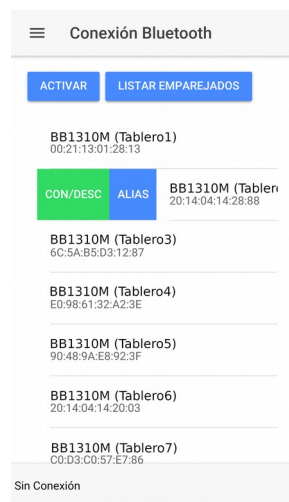 Conexión Bluetooth
ACTIVAR LISTAR EMPAREJADOS
BB1310M (Tablero1)
00:21:13:01:28:13
CON/DESC ALIAS BB1310M (Tablero
20:14:04:14:28:88
BB1310M (Tablero3)
6C:5A:B5:D3:12:87
BB1310M (Tablero4)
E0:98:61:32:A2:3E
BB1310M (Tablero5)
90:48:9A:E8:92:3F
BB1310M (Tablero6)
20:14:04:14:20:03
BB1310M (Tablero7)
C0:D3:C0:57:E7:86
Sin Conexión